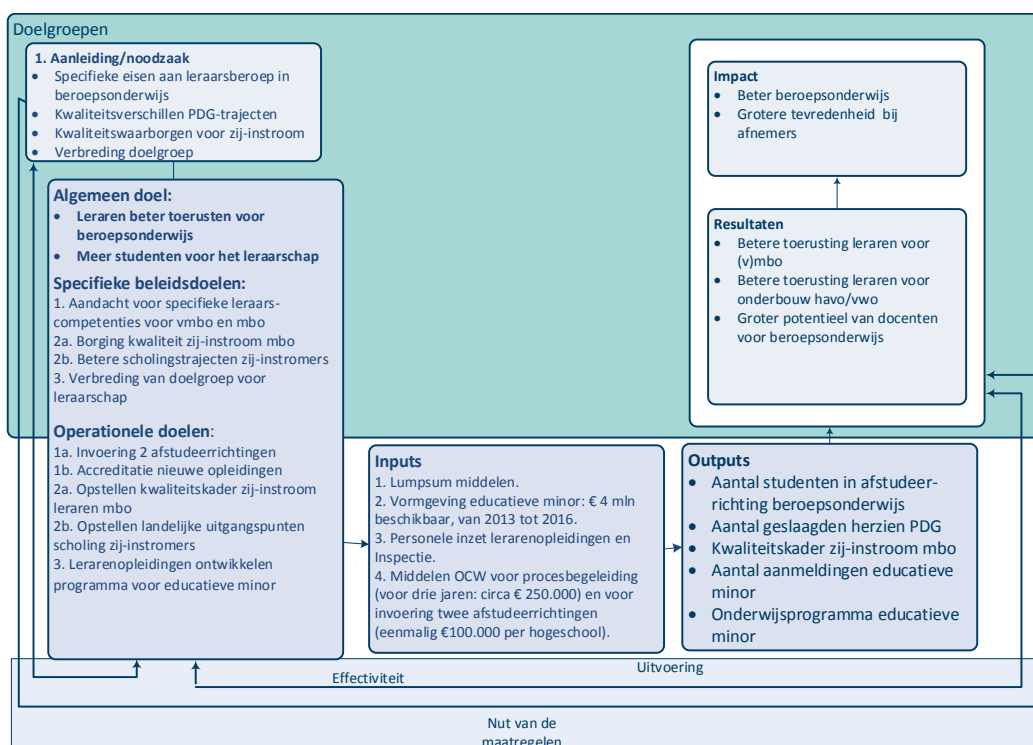 Doelgroepen
1. Aanleiding/noodzaak
• Specifieke eisen aan leraarsberoep in
beroepsonderwijs
• Kwaliteitsverschillen PDG-trajecten
• Kwaliteitswaarborgen voor zij-instroom
• Verbreding doelgroep
Algemeen doel:
• Leraren beter toerusten voor
beroepsonderwijs
• Meer studenten voor het leraarschap
Specifieke beleidsdoelen:
1. Aandacht voor specifieke leraars-
competenties voor vmbo en mbo
2a. Borging kwaliteit zij-instroom mbo
2b. Betere scholingstrajecten zij-instromers
3. Verbreding van doelgroep voor
leraarschap
Operationele doelen:
1a. Invoering 2 afstudeerrichtingen
1b. Accreditatie nieuwe opleidingen
2a. Opstellen kwaliteitskader zij-instroom
leraren mbo
2b. Opstellen landelijke uitgangspunten
scholing zij-instromers
3. Lerarenopleidingen ontwikkelen
programma voor educatieve minor
Inputs
1. Lumpsum middelen.
2. Vormgeving educatieve minor: € 4 mln
beschikbaar, van 2013 tot 2016.
3. Personele inzet lerarenopleidingen en
Inspectie.
4. Middelen OCW voor procesbegeleiding
(voor drie jaren: circa € 250.000) en voor
invoering twee afstudeerrichtingen
(eenmalig €100.000 per hogeschool).
Outputs
• Aantal studenten in afstudeer-
richting beroepsonderwijs
• Aantal geslaagden herzien PDG
• Kwaliteitskader zij-instroom mbo
• Aantal aanmeldingen educatieve
minor
• Onderwijsprogramma educatieve
minor
Impact
• Beter beroepsonderwijs
• Grotere tevredenheid bij
afnemers
Resultaten
• Betere toerusting leraren voor
(v)mbo
• Betere toerusting leraren voor
onderbouw havo/vwo
• Groter potentieel van docenten
voor beroepsonderwijs
Uitvoering
Effectiviteit
Nut van de
maatregelen